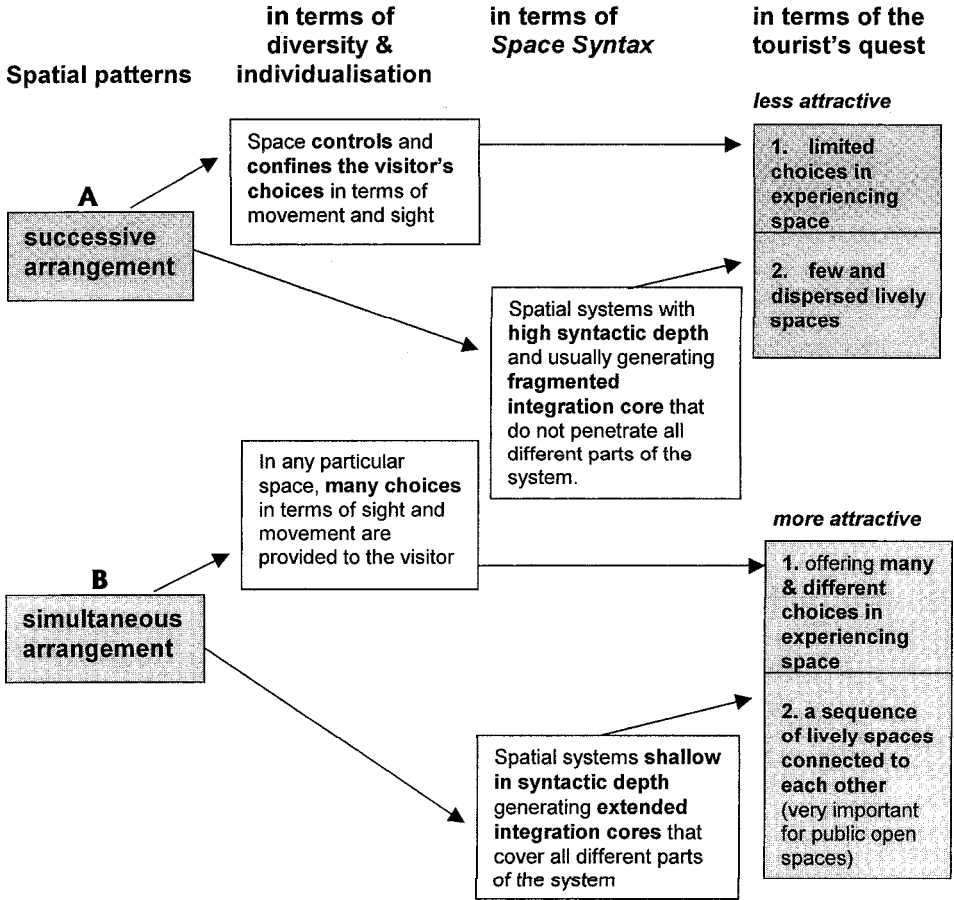 Spatial patterns
in terms of
diversity &
individualisation
in terms of
Space Syntax
in terms of the
tourist's quest
less attractive
A
successive
arrangement
Space controls and
confines the visitor's
choices in terms of
movement and sight
1. limited
choices in
experiencing
space
2. few and
dispersed lively
spaces
Spatial systems with
high syntactic depth
and usually generating
fragmented
integration core that
do not penetrate all
different parts of the
system.
B
simultaneous
arrangement
In any particular
space, many choices
in terms of sight and
movement are
provided to the visitor
more attractive
1. offering many
& different
choices in
experiencing
space
2. a sequence
of lively spaces
connected to
each other
(very important
for public open
spaces)
Spatial systems shallow
in syntactic depth
generating extended
integration cores that
cover all different parts
of the system